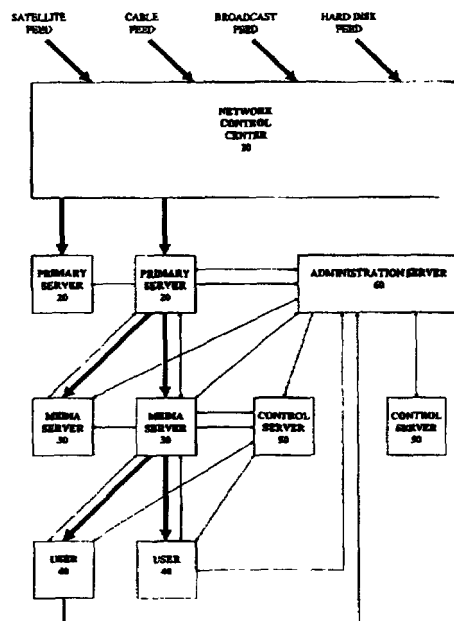 SATELLITE FEED
CABLE FEED
BROADCAST FEED
HARD DISK FEED
NETWORK
CONTROL
CENTER
10
PRIMARY
SERVER
20
PRIMARY
SERVER
20
ADMINISTRATION SERVER
60
MEDIA
SERVER
30
MEDIA
SERVER
30
CONTROL
SERVER
50
CONTROL
SERVER
50
USER
40
USER
40